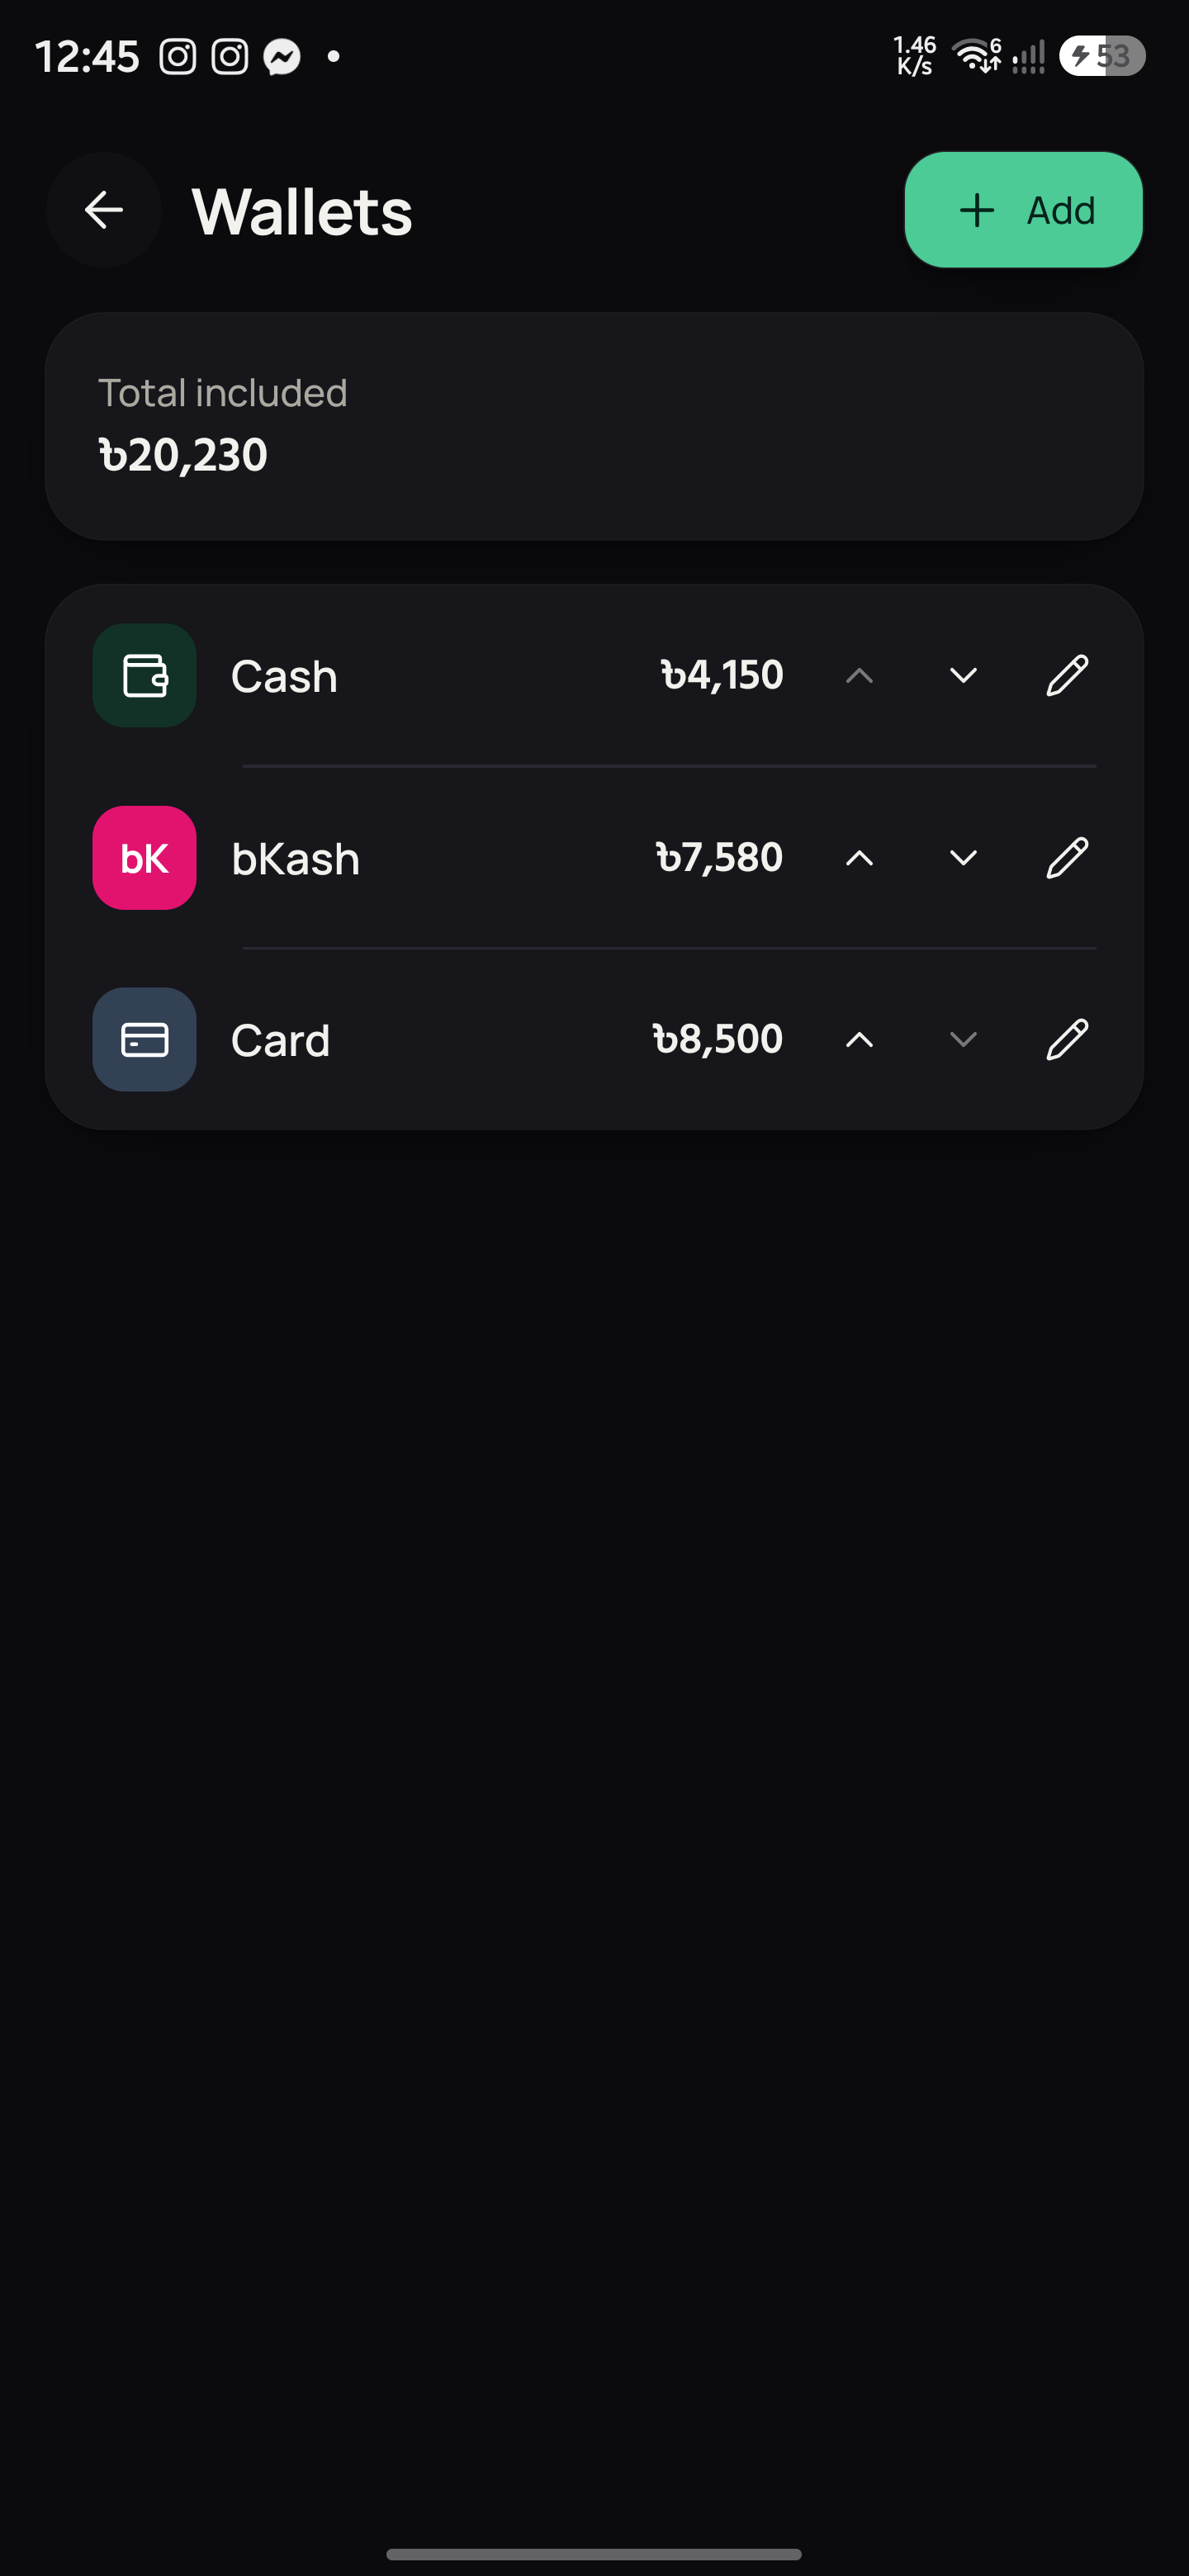 12:45
1.46 K/s
6
53
Wallets
+ Add
Total included
৳20,230
Cash ৳4,150
bK bKash ৳7,580
Card ৳8,500